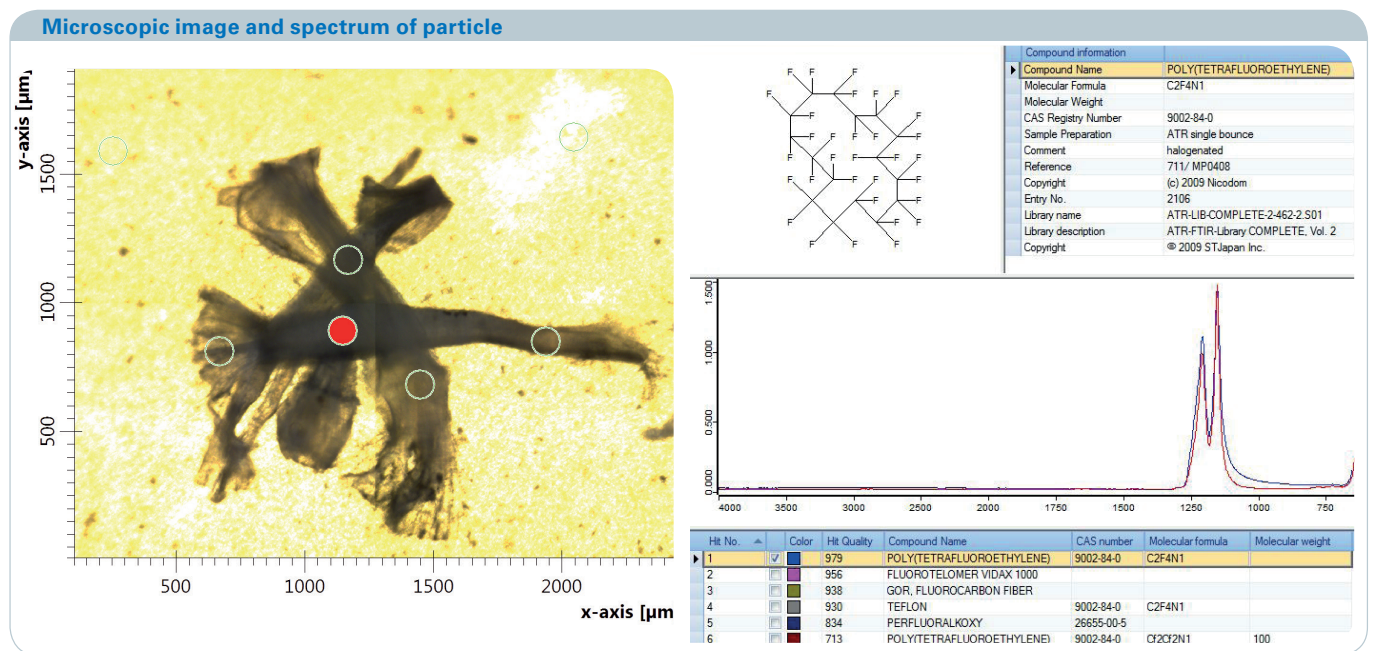 Microscopic image and spectrum of particle
y-axis [µm]
1500
1000
500
500
1000
1500
2000
x-axis [µm
F F F
F F F
F F F F
F F F F F
F F F F
F F
F F F F
Compound information
Compound Name POLY(TETRAFLUOROETHYLENE)
Molecular Formula C2F4N1
Molecular Weight
CAS Registry Number 9002-84-0
Sample Preparation ATR single bounce
Comment halogenated
Reference 711/ MP0408
Copyright (c) 2009 Nicodom
Entry No. 2106
Library name ATR-LIB-COMPLETE-2-462-2.S01
Library description ATR-FTIR-Library COMPLETE, Vol. 2
Copyright ® 2009 STJapan Inc.
1.500
1.000
0.500
0.000
4000 3500 3000 2500 2000 1750 1500 1250 1000 750
Hit No. Color Hit Quality Compound Name CAS number Molecular formula Molecular weight
1 979 POLY(TETRAFLUOROETHYLENE) 9002-84-0 C2F4N1
2 956 FLUROTELOMER VIDAX 1000
3 938 GOR, FLUROCARBON FIBER
4 930 TEFLON 9002-84-0 C2F4N1
5 834 PERFLURALKOXY 26655-00-5
6 713 POLY(TETRAFLUOROETHYLENE) 9002-84-0 Cf2Cf2N1 100